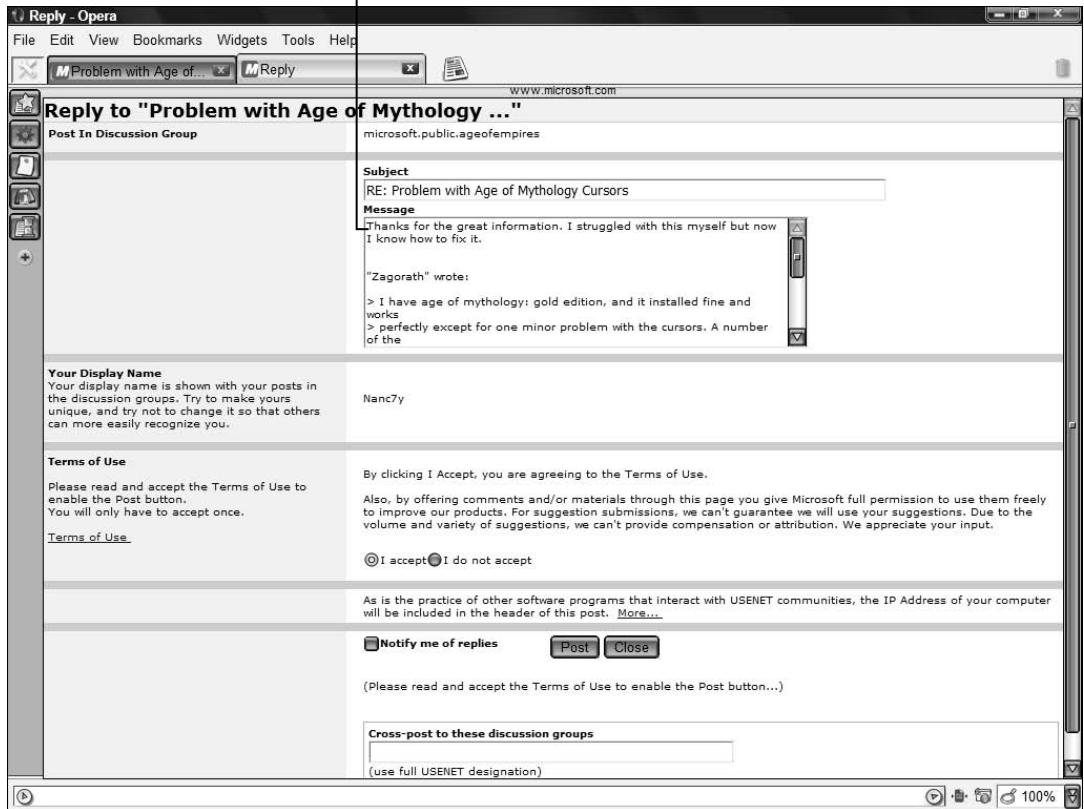 Reply - Opera
File Edit View Bookmarks Widgets Tools Help
Problem with Age of... Reply
www.microsoft.com
Reply to "Problem with Age of Mythology ..."
Post In Discussion Group
microsoft.public.ageofempires
Subject
RE: Problem with Age of Mythology Cursors
Message
Thanks for the great information. I struggled with this myself but now
I know how to fix it.
"Zagorath" wrote:
> I have age of mythology: gold edition, and it installed fine and
works
> perfectly except for one minor problem with the cursors. A number
of the
Your Display Name
Your display name is shown with your posts in
the discussion groups. Try to make yours
unique, and try not to change it so that others
can more easily recognize you.
Nanc7y
Terms of Use
Please read and accept the Terms of Use to
enable the Post button.
You will only have to accept once.
Terms of Use
By clicking I Accept, you are agreeing to the Terms of Use.
Also, by offering comments and/or materials through this page you give Microsoft full permission to use them freely
to improve our products. For suggestion submissions, we can't guarantee we will use your suggestions. Due to the
volume and variety of suggestions, we can't provide compensation or attribution. We appreciate your input.
I accept I do not accept
As is the practice of other software programs that interact with USENET communities, the IP Address of your computer
will be included in the header of this post. More...
Notify me of replies Post Close
(Please read and accept the Terms of Use to enable the Post button...)
Cross-post to these discussion groups
(use full USENET designation)
100%